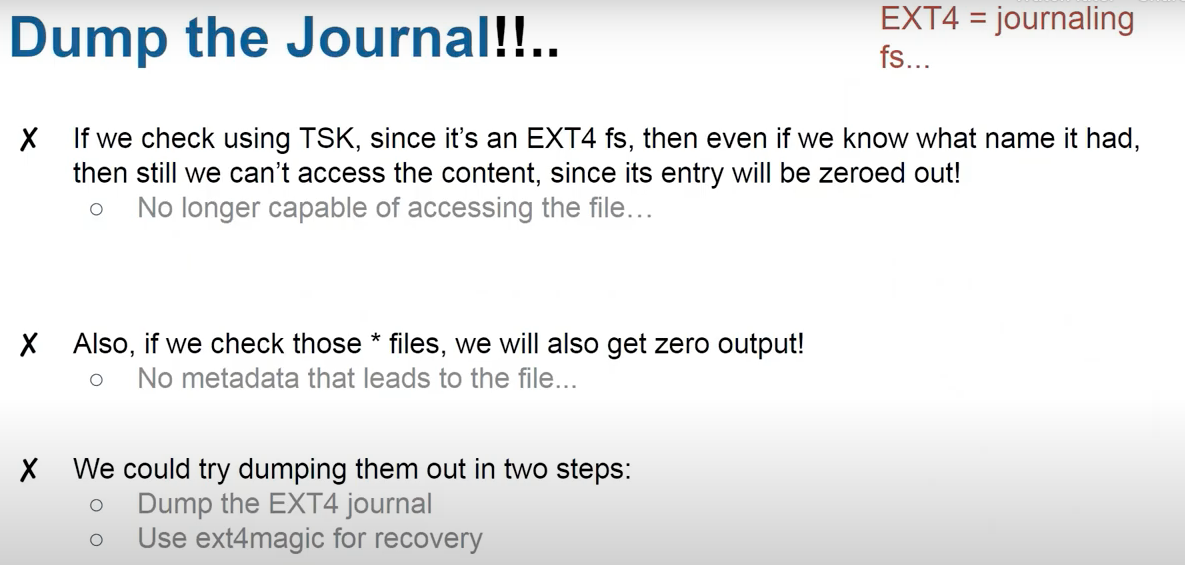 Dump the Journal!!..
EXT4 = journaling
fs...
✗ If we check using TSK, since it's an EXT4 fs, then even if we know what name it had,
then still we can't access the content, since its entry will be zeroed out!
○ No longer capable of accessing the file…
✗ Also, if we check those * files, we will also get zero output!
○ No metadata that leads to the file...
✗ We could try dumping them out in two steps:
○ Dump the EXT4 journal
○ Use ext4magic for recovery